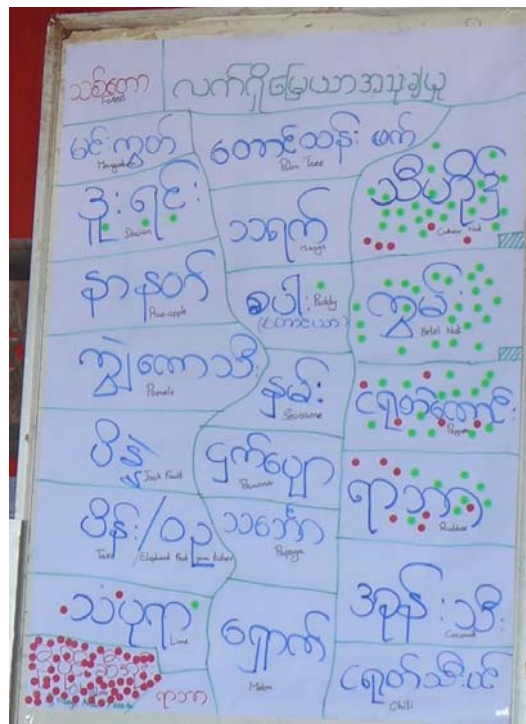 သစ်တော
Forest
လက်ရှိမြေယာအသုံးချမှု
မင်းကွတ်
ဒူးရင်း
Durian
နာနတ်
Pine-apple
ကျွဲကောသီး
Pomelo
ပိန္နဲ
Jack Fruit
ပိန်း/ဝဥ
Taro / Elephant Foot yam tuber
သံပုရာ
Lime
ရာဘာ
တောင်ထန်း ဖက်
Palm Tree
သရက်
Mango
စပါး Paddy
(တောင်ယာ)
နှမ်း
Sesame
ငှက်ပျော
Banana
သင်္ဘော
Papaya
ရှောက်
Melon
သီဟိုဠ်
Cashew Nut
ကွမ်း
Betel Nut
ငရုတ်ကောင်း
Pepper
ရာဘာ
Rubber
အုန်းသီး
Coconut
ငရုတ်သီးပင်
Chili